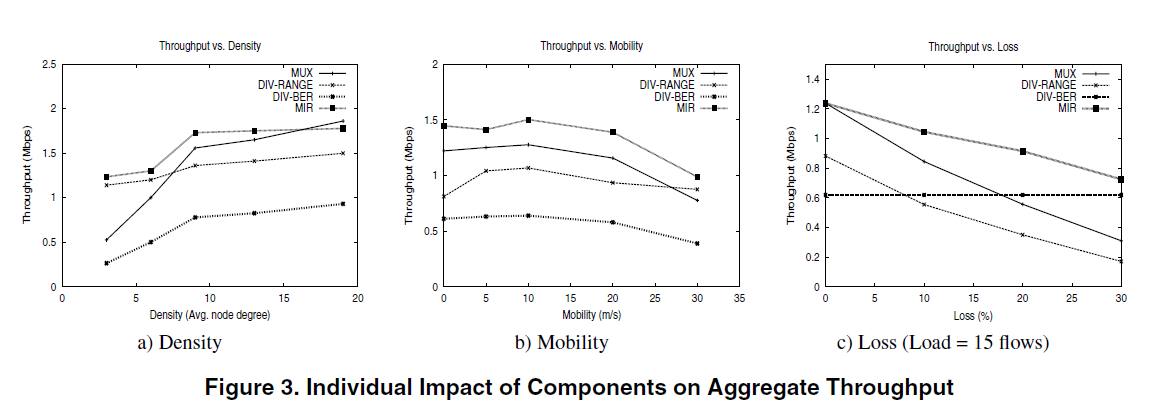 Throughput vs. Density
Throughput (Mbps)
2.5
2
1.5
1
0.5
0
MUX
DIV-RANGE
DIV-BER
MIR
0 5 10 15 20
Density (Avg. node degree)
a) Density
Throughput vs. Mobility
Throughput (Mbps)
2
1.5
1
0.5
0
MUX
DIV-RANGE
DIV-BER
MIR
0 5 10 15 20 25 30 35
Mobility (m/s)
b) Mobility
Throughput vs. Loss
Throughput (Mbps)
1.4
1.2
1
0.8
0.6
0.4
0.2
0
MUX
DIV-RANGE
DIV-BER
MIR
0 5 10 15 20 25 30
Loss (%)
c) Loss (Load = 15 flows)
Figure 3. Individual Impact of Components on Aggregate Throughput